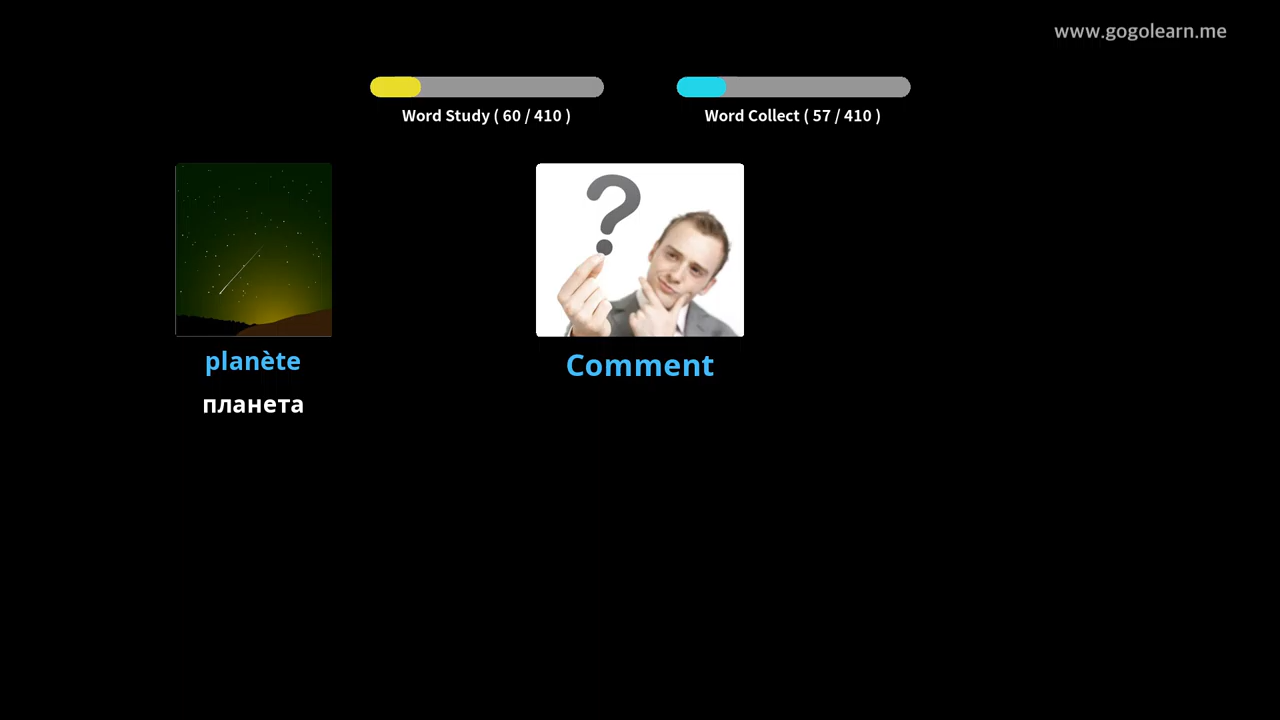 www.gogolearn.me
Word Study ( 60 / 410 )
Word Collect ( 57 / 410 )
planète
планета
Comment